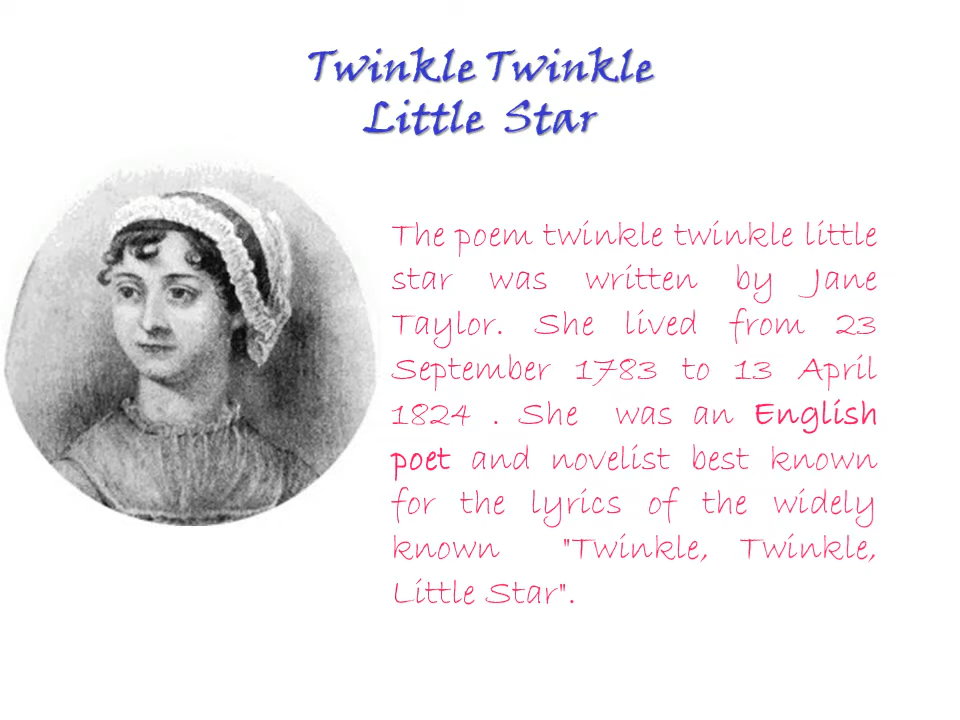 Twinkle Twinkle
Little Star
The poem twinkle twinkle little
star was written by Jane
Taylor. She lived from 23
September 1783 to 13 April
1824 . She was an English
poet and novelist best known
for the lyrics of the widely
known "Twinkle, Twinkle,
Little Star".